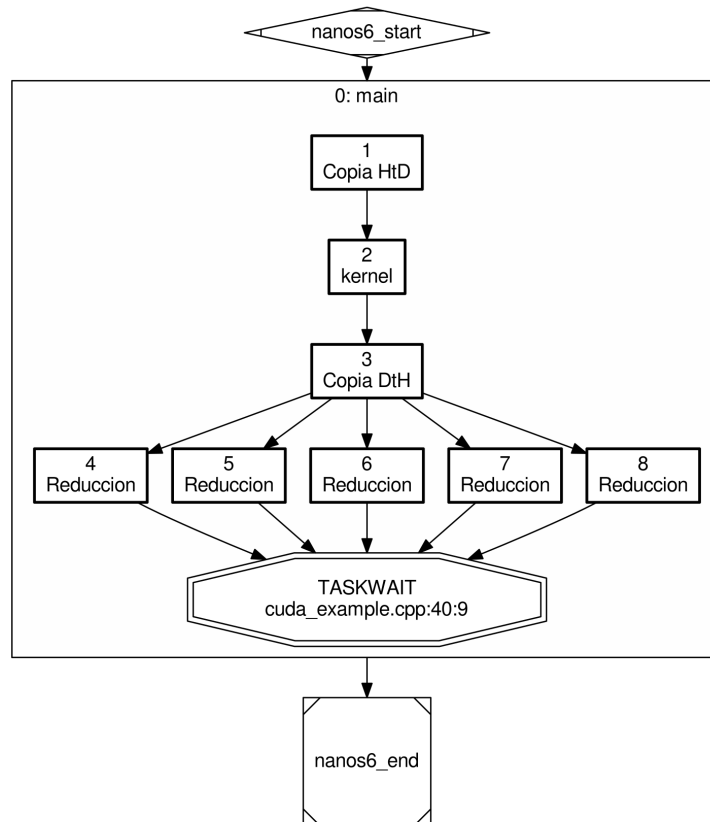 nanos6_start
0: main
1
Copia HtD
2
kernel
3
Copia DtH
4
Reduccion
5
Reduccion
6
Reduccion
7
Reduccion
8
Reduccion
TASKWAIT
cuda_example.cpp:40:9
nanos6_end